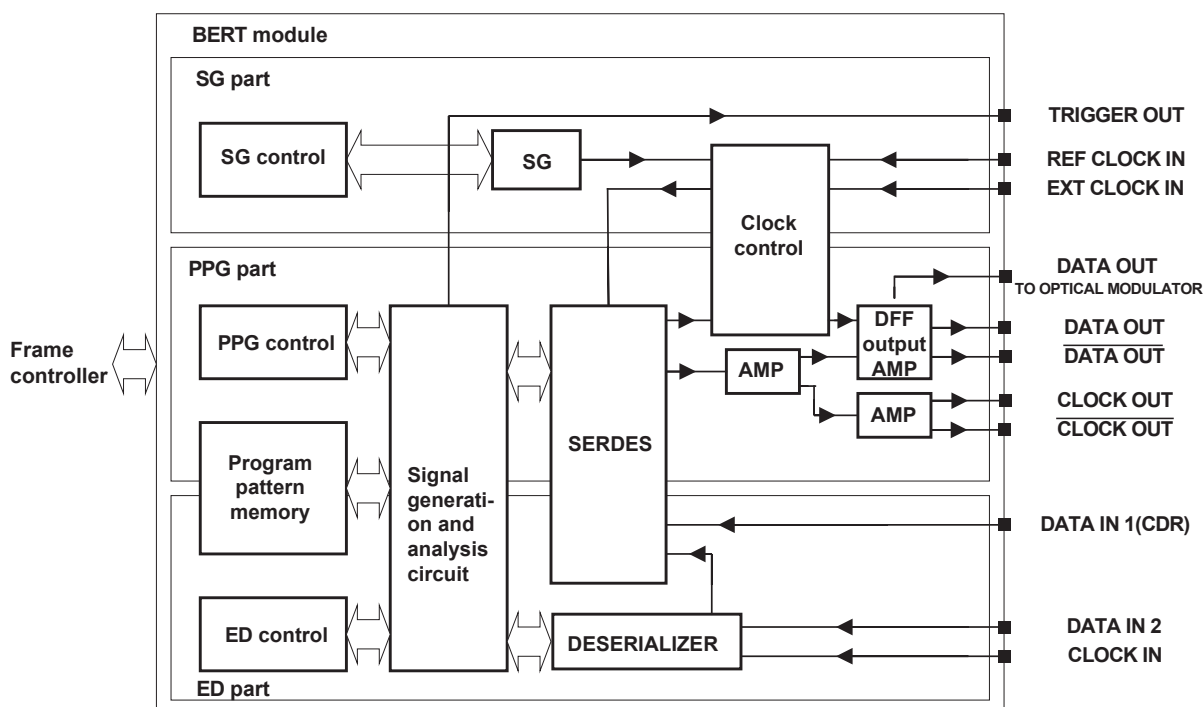 BERT module
SG part
SG control
SG
Clock
control
TRIGGER OUT
REF CLOCK IN
EXT CLOCK IN
PPG part
PPG control
Program
pattern
memory
Signal
generati-
on and
analysis
circuit
SERDES
AMP
DFF
output
AMP
AMP
DATA OUT
TO OPTICAL MODULATOR
DATA OUT
DATA OUT
CLOCK OUT
CLOCK OUT
Frame
controller
ED control
DESERIALIZER
ED part
DATA IN 1(CDR)
DATA IN 2
CLOCK IN